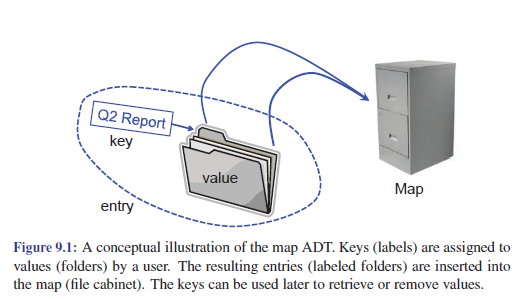 Q2 Report
key
value
entry
Map
Figure 9.1: A conceptual illustration of the map ADT. Keys (labels) are assigned to
values (folders) by a user. The resulting entries (labeled folders) are inserted into
the map (file cabinet). The keys can be used later to retrieve or remove values.